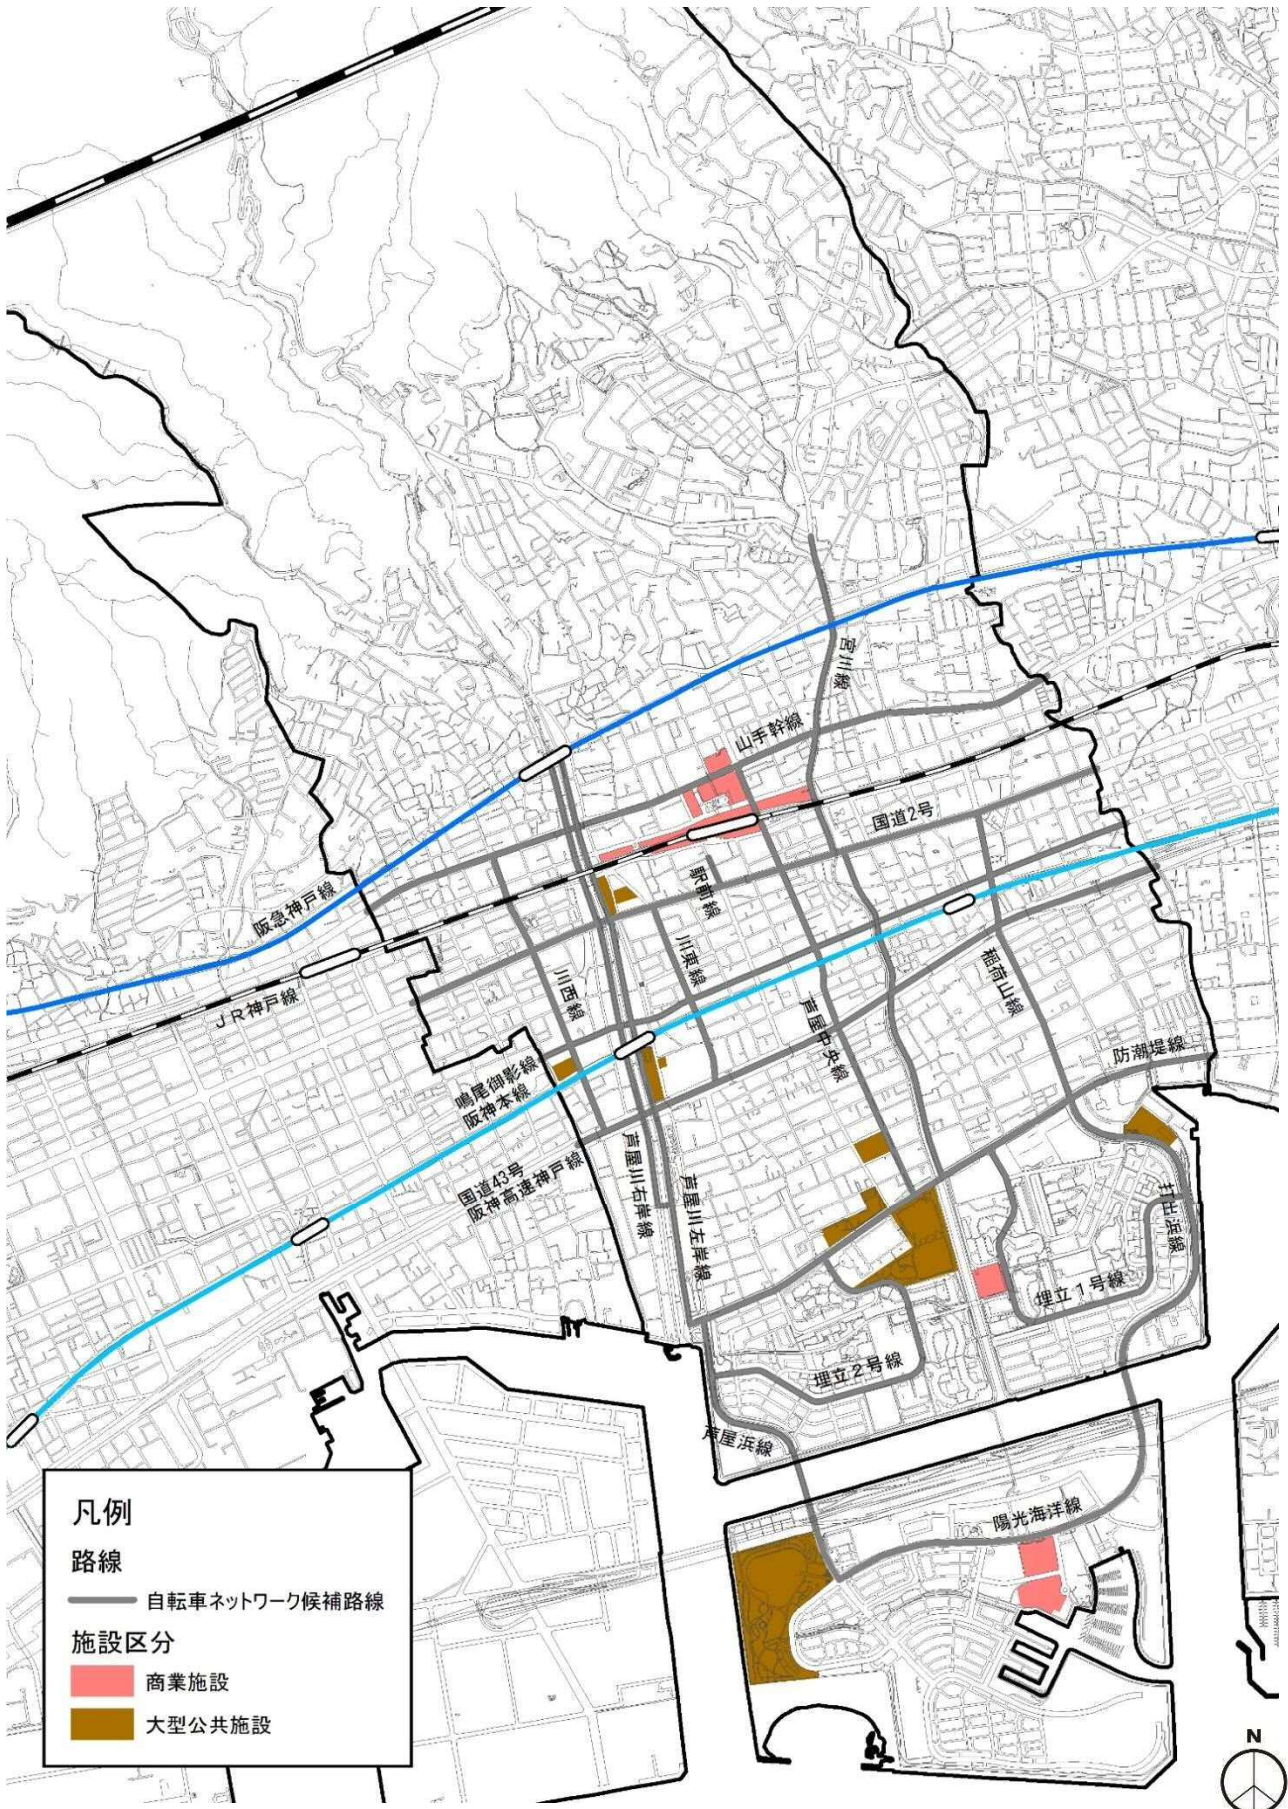 宮川線
山手幹線
国道2号
駅前線
阪急神戸線
川東線
稲荷山線
川西線
JR神戸線
芦屋中央線
防潮堤線
鳴尾御影線
阪神本線
国道43号
阪神高速神戸線
芦屋川右岸線
芦屋川左岸線
打出浜線
埋立1号線
埋立2号線
芦屋浜線
陽光海洋線
凡例
路線
自転車ネットワーク候補路線
施設区分
商業施設
大型公共施設
N